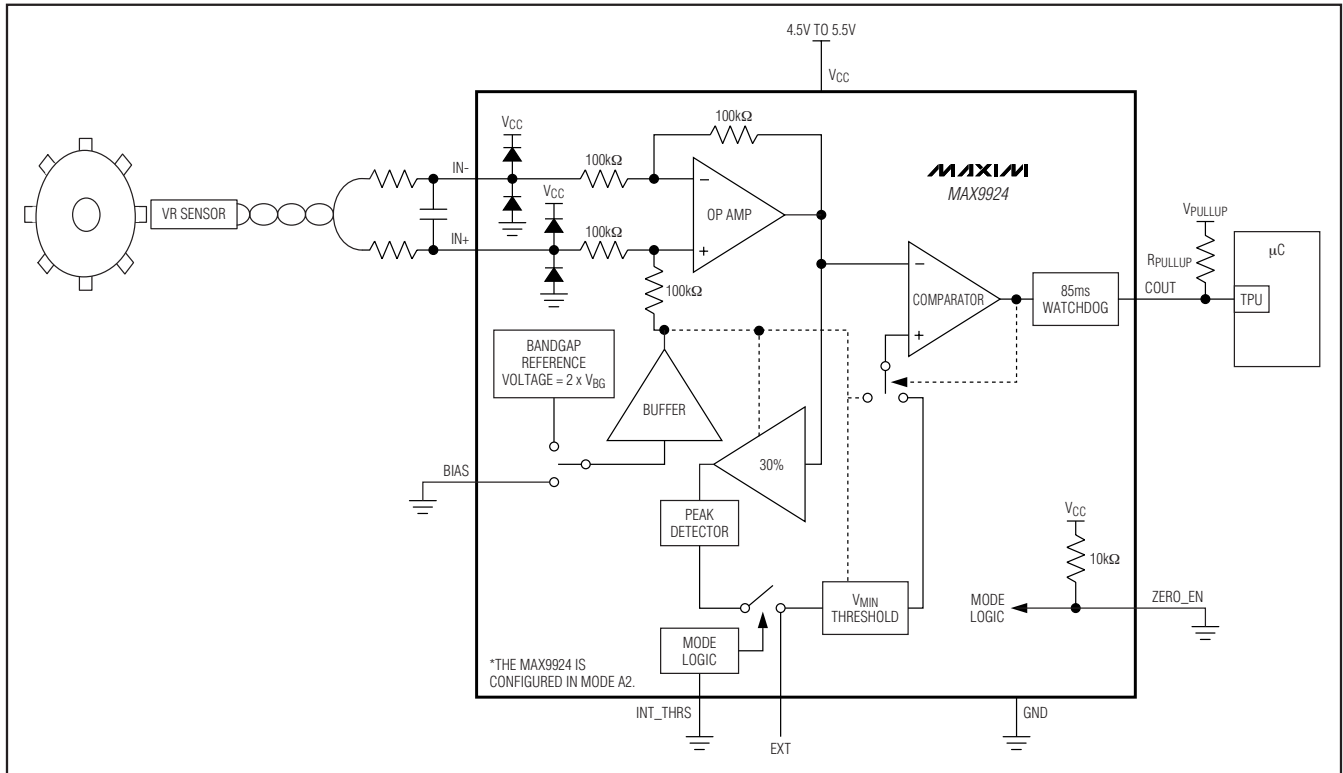 4.5V TO 5.5V
VCC
100kΩ
VCC
MAXIM
MAX9924
100kΩ
IN-
−
OP AMP
VCC
VPULLUP
VR SENSOR
100kΩ
IN+
+
µC
−
RPULLUP
100kΩ
COMPARATOR
85ms
WATCHDOG
COUT
TPU
+
BANDGAP
REFERENCE
VOLTAGE = 2 x VBG
BUFFER
30%
BIAS
PEAK
DETECTOR
VCC
10kΩ
MODE
LOGIC
ZERO_EN
VMIN
THRESHOLD
MODE
LOGIC
*THE MAX9924 IS
CONFIGURED IN MODE A2.
INT_THRS
GND
EXT